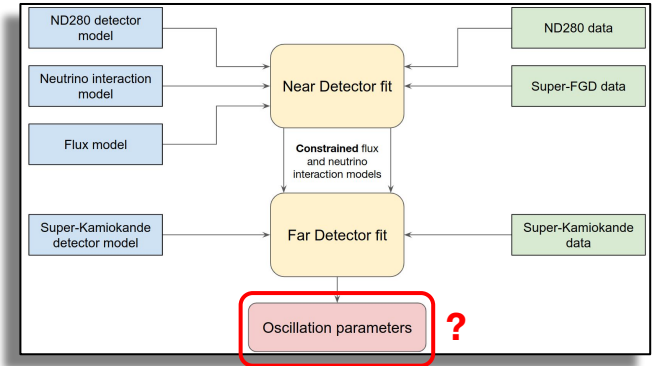 ND280 detector
model
ND280 data
Neutrino interaction
model
Near Detector fit
Super-FGD data
Flux model
Constrained flux
and neutrino
interaction models
Super-Kamiokande
detector model
Far Detector fit
Super-Kamiokande
data
Oscillation parameters
?